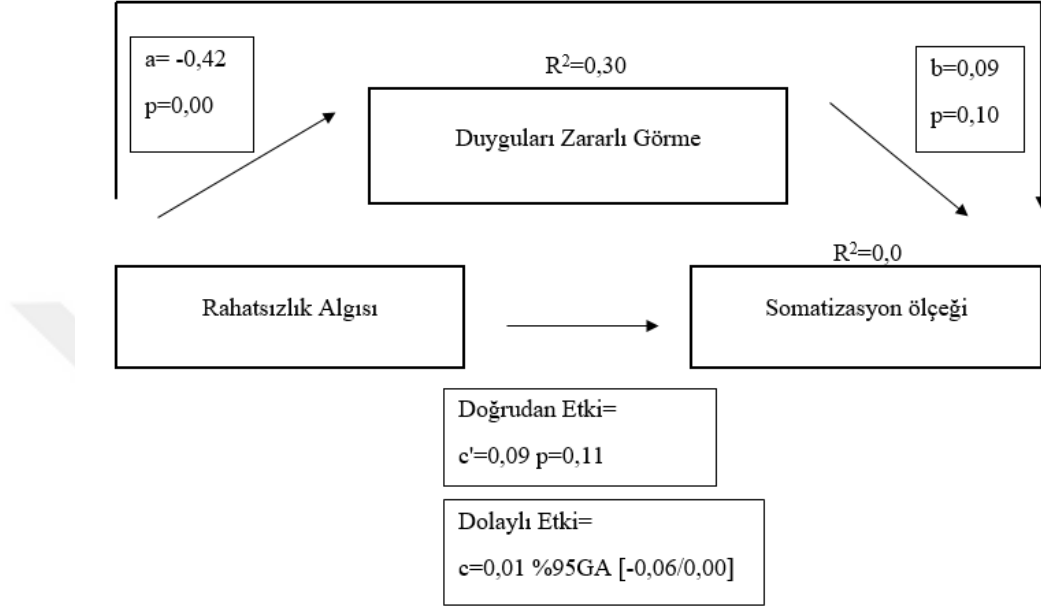 a= -0,42
p=0,00
R²=0,30
b=0,09
p=0,10
Duyguları Zararlı Görme
R²=0,0
Rahatsızlık Algısı
Somatizasyon ölçeği
Doğrudan Etki=
c'=0,09 p=0,11
Dolaylı Etki=
c=0,01 %95GA [-0,06/0,00]